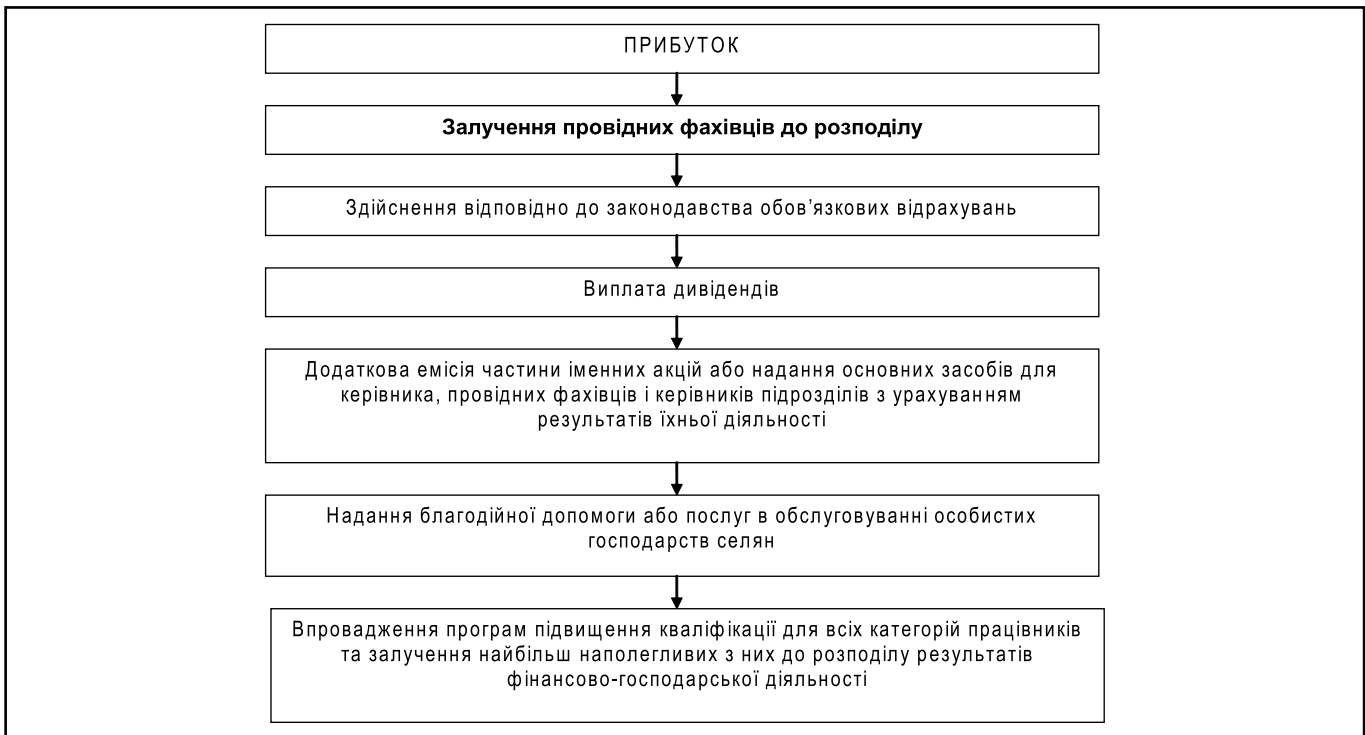 ПРИБУТОК
Залучення провідних фахівців до розподілу
Здійснення відповідно до законодавства обов’язкових відрахувань
Виплата дивідендів
Додаткова емісія частини іменних акцій або надання основних засобів для
керівника, провідних фахівців і керівників підрозділів з урахуванням
результатів їхньої діяльності
Надання благодійної допомоги або послуг в обслуговуванні особистих
господарств селян
Впровадження програм підвищення кваліфікації для всіх категорій працівників
та залучення найбільш наполегливих з них до розподілу результатів
фінансово-господарської діяльності